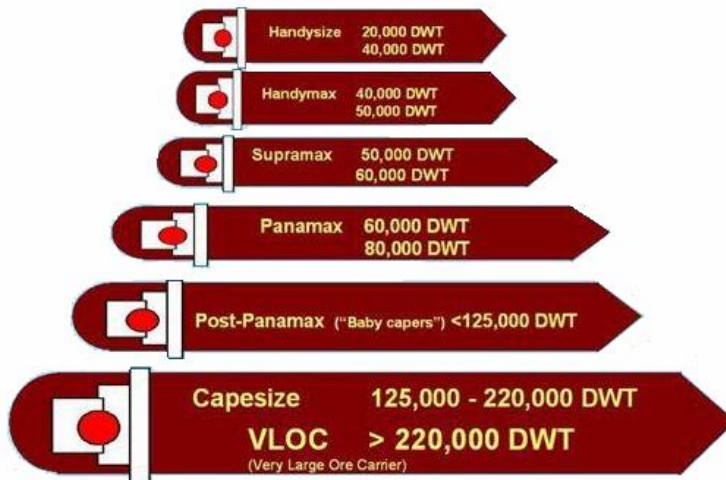 Handysize 20,000 DWT
40,000 DWT
Handymax 40,000 DWT
50,000 DWT
Supramax 50,000 DWT
60,000 DWT
Panamax 60,000 DWT
80,000 DWT
Post-Panamax ("Baby capers") <125,000 DWT
Capesize 125,000 - 220,000 DWT
VLOC > 220,000 DWT
(Very Large Ore Carrier)